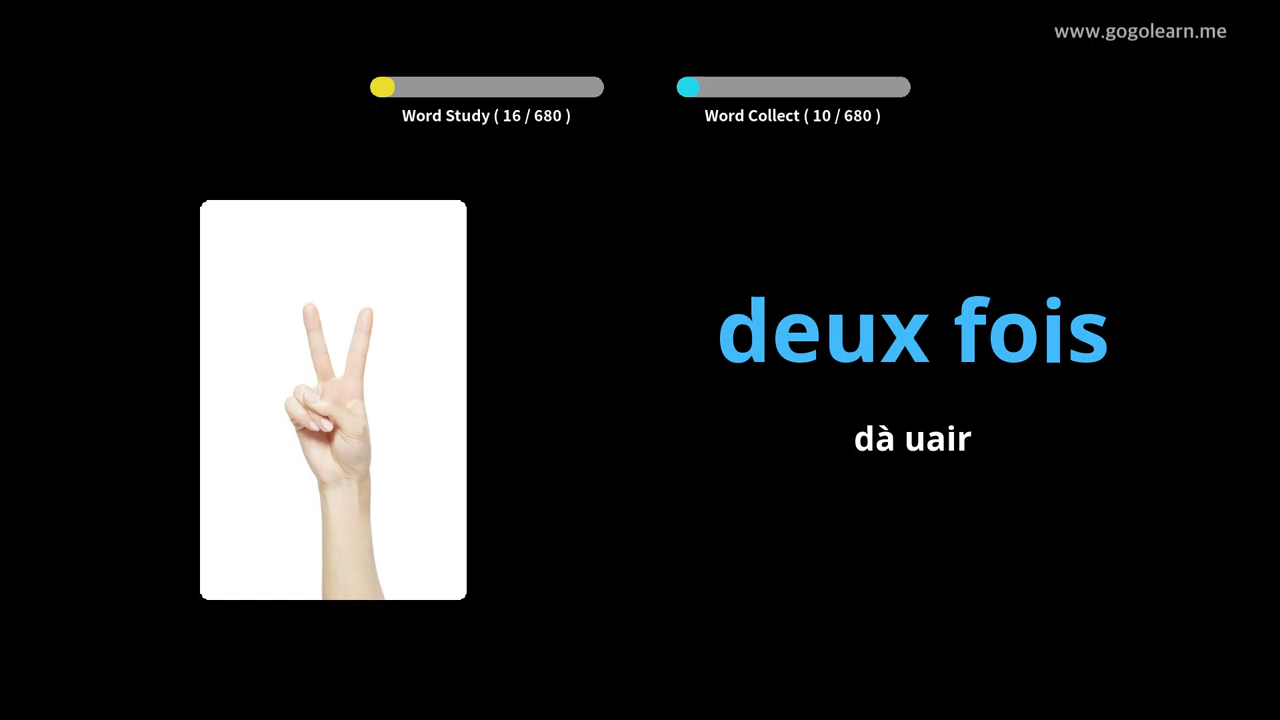 www.gogolearn.me
Word Study ( 16 / 680 )
Word Collect ( 10 / 680 )
deux fois
dà uair